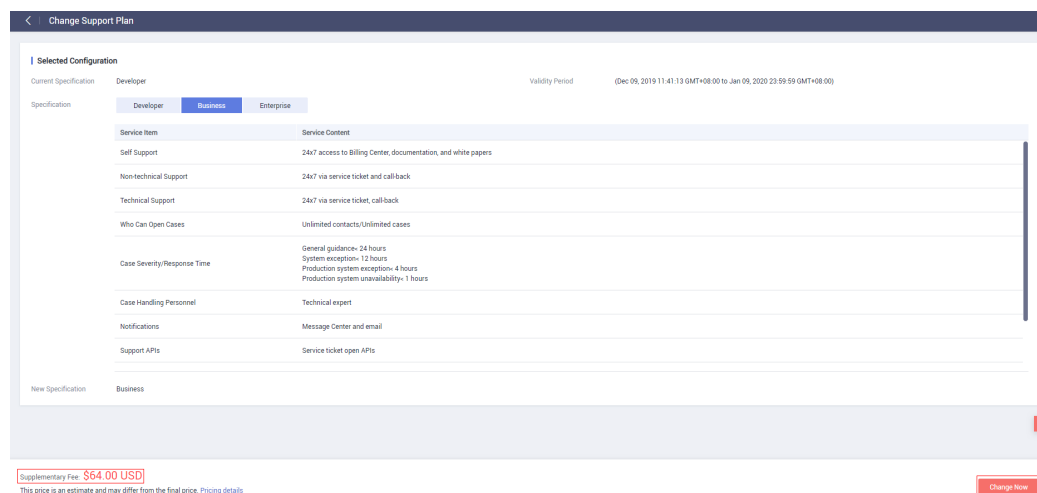 Change Support Plan
Selected Configuration
Current Specification Developer Validity Period (Dec 09, 2019 11:41:13 GMT+08:00 to Jan 09, 2020 23:59:59 GMT+08:00)
Specification Developer Business Enterprise
Service Item Service Content
Self Support 24x7 access to Billing Center, documentation, and white papers
Non-technical Support 24x7 via service ticket and call-back
Technical Support 24x7 via service ticket, call-back
Who Can Open Cases Unlimited contacts/Unlimited cases
Case Severity/Response Time General guidance< 24 hours
System exception< 12 hours
Production system exception< 4 hours
Production system unavailability< 1 hours
Case Handling Personnel Technical expert
Notifications Message Center and email
Support APIs Service ticket open APIs
New Specification Business
Supplementary Fee: $64.00 USD
This price is an estimate and may differ from the final price. Pricing details
Change Now